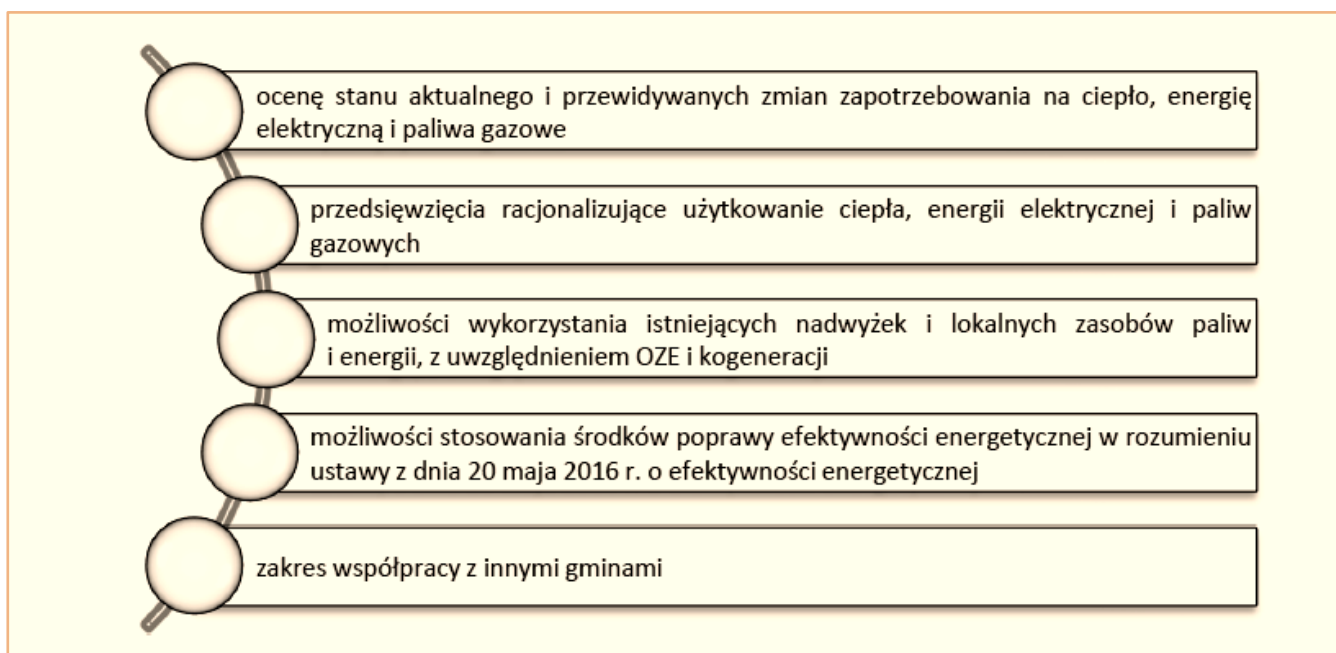 ocenę stanu aktualnego i przewidywanych zmian zapotrzebowania na ciepło, energię
elektryczną i paliwa gazowe
przedsięwzięcia racjonalizujące użytkowanie ciepła, energii elektrycznej i paliw
gazowych
możliwości wykorzystania istniejących nadwyżek i lokalnych zasobów paliw
i energii, z uwzględnieniem OZE i kogeneracji
możliwości stosowania środków poprawy efektywności energetycznej w rozumieniu
ustawy z dnia 20 maja 2016 r. o efektywności energetycznej
zakres współpracy z innymi gminami